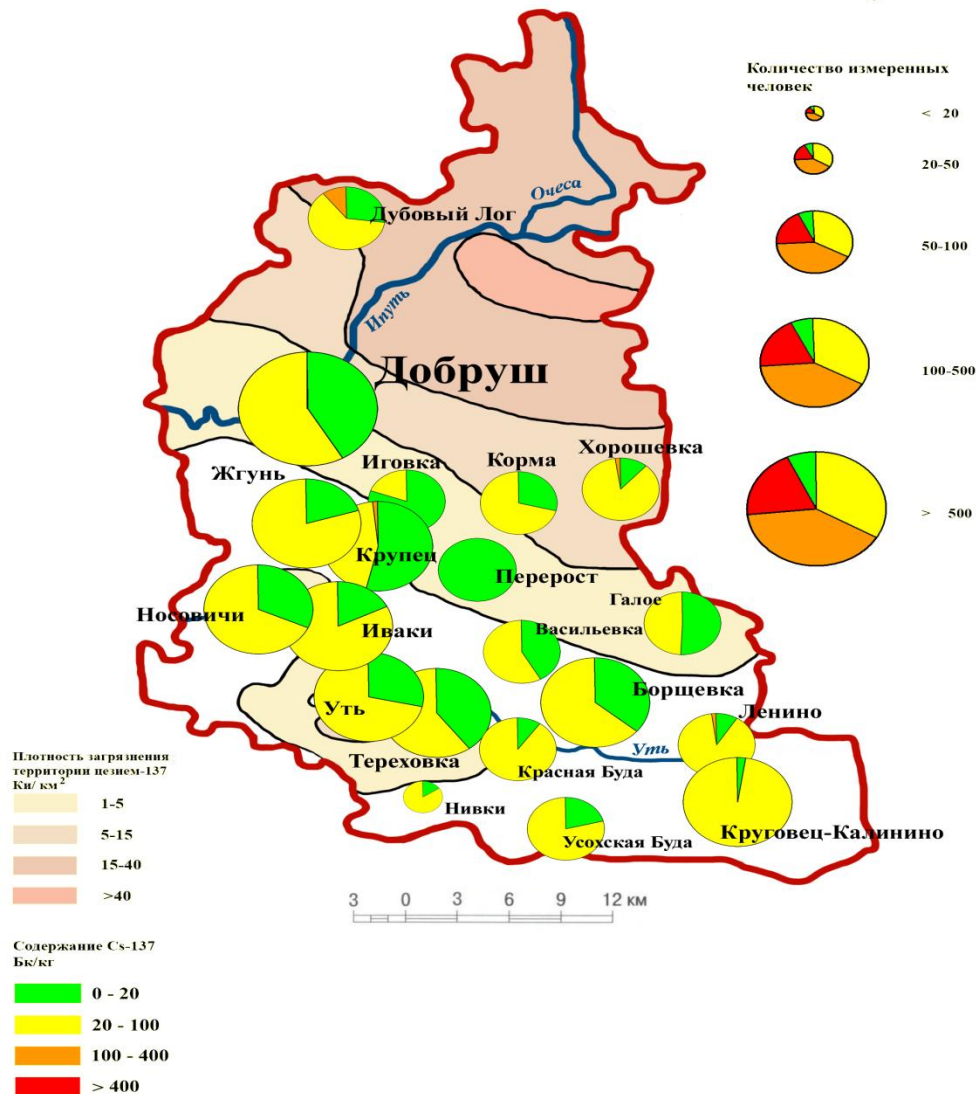 Количество измеренных
человек
< 20
20-50
50-100
100-500
> 500
Очеса
Дубовый Лог
Ипуть
Добруш
Хорошевка
Жгунь
Иговка
Корма
Крупец
Перерост
Галое
Носовичи
Иваки
Васильевка
Борщевка
Уть
Ленино
Тереховка
Красная Буда
Уть
Нивки
Усохская Буда
Круговец-Калинино
Плотность загрязнения
территории цезием-137
Ки/ км²
1-5
5-15
15-40
>40
3 0 3 6 9 12 км
Содержание Cs-137
Бк/кг
0 - 20
20 - 100
100 - 400
> 400